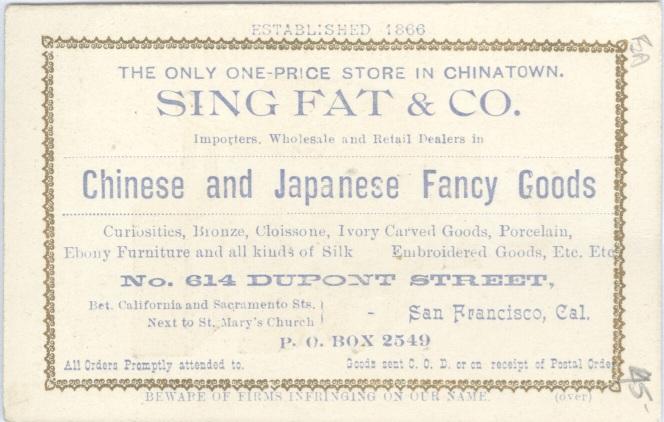 ESTABLISHED 1866
THE ONLY ONE-PRICE STORE IN CHINATOWN.
SING FAT & CO.
Importers, Wholesale and Retail Dealers in
Chinese and Japanese Fancy Goods
Curiosities, Bronze, Cloissone, Ivory Carved Goods, Porcelain,
Ebony Furniture and all kinds of Silk Embroidered Goods, Etc. Etc
No. 614 DUPONT STREET,
Bet. California and Sacramento Sts.
Next to St. Mary's Church
- San Francisco, Cal.
P. O. BOX 2549
All Orders Promptly attended to. Goods sent C. O. D. or on receipt of Postal Order
BEWARE OF FIRMS INFRINGING ON OUR NAME. (over)
45-